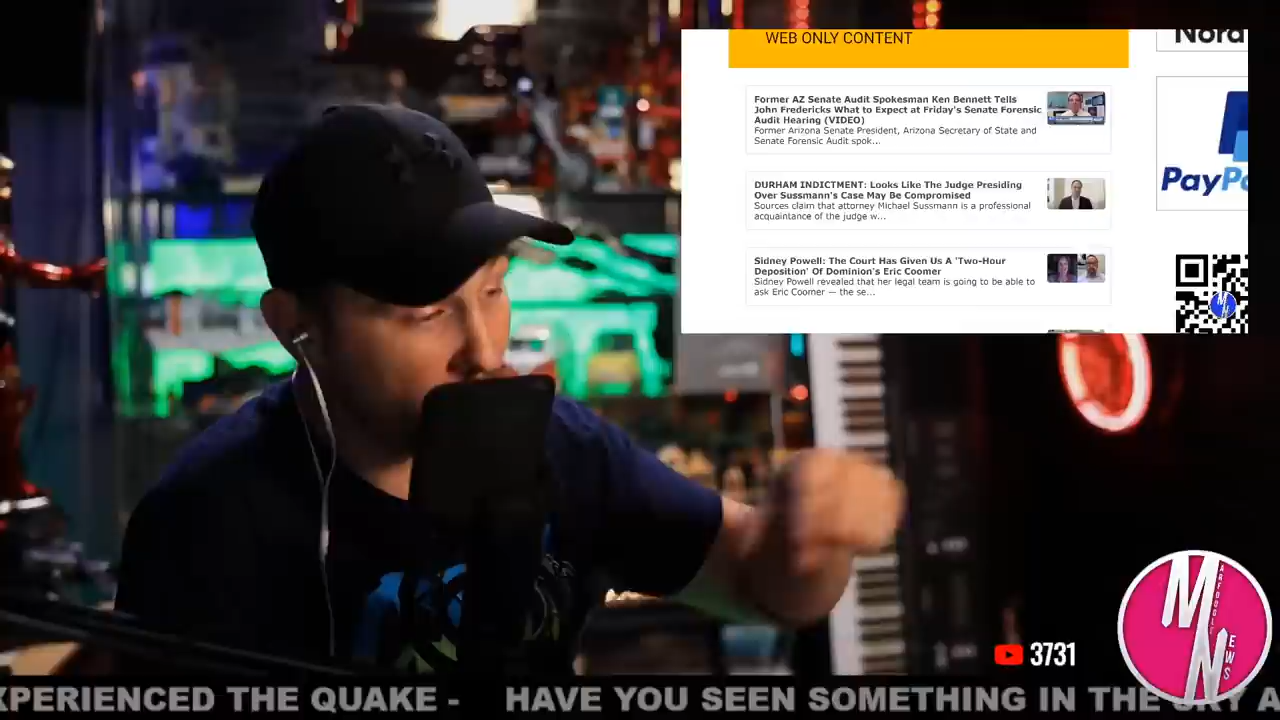 WEB ONLY CONTENT
Nord
Former AZ Senate Audit Spokesman Ken Bennett Tells
John Fredericks What to Expect at Friday's Senate Forensic
Audit Hearing (VIDEO)
Former Arizona Senate President, Arizona Secretary of State and
Senate Forensic Audit spok...
DURHAM INDICTMENT: Looks Like The Judge Presiding
Over Sussmann's Case May Be Compromised
Sources claim that attorney Michael Sussmann is a professional
acquaintance of the judge w...
PayP
Sidney Powell: The Court Has Given Us A 'Two-Hour
Deposition' Of Dominion's Eric Coomer
Sidney Powell revealed that her legal team is going to be able to
ask Eric Coomer — the se...
3731
MARFOOGLE
NEWS
XPERIENCED THE QUAKE - HAVE YOU SEEN SOMETHING IN THE SKY A